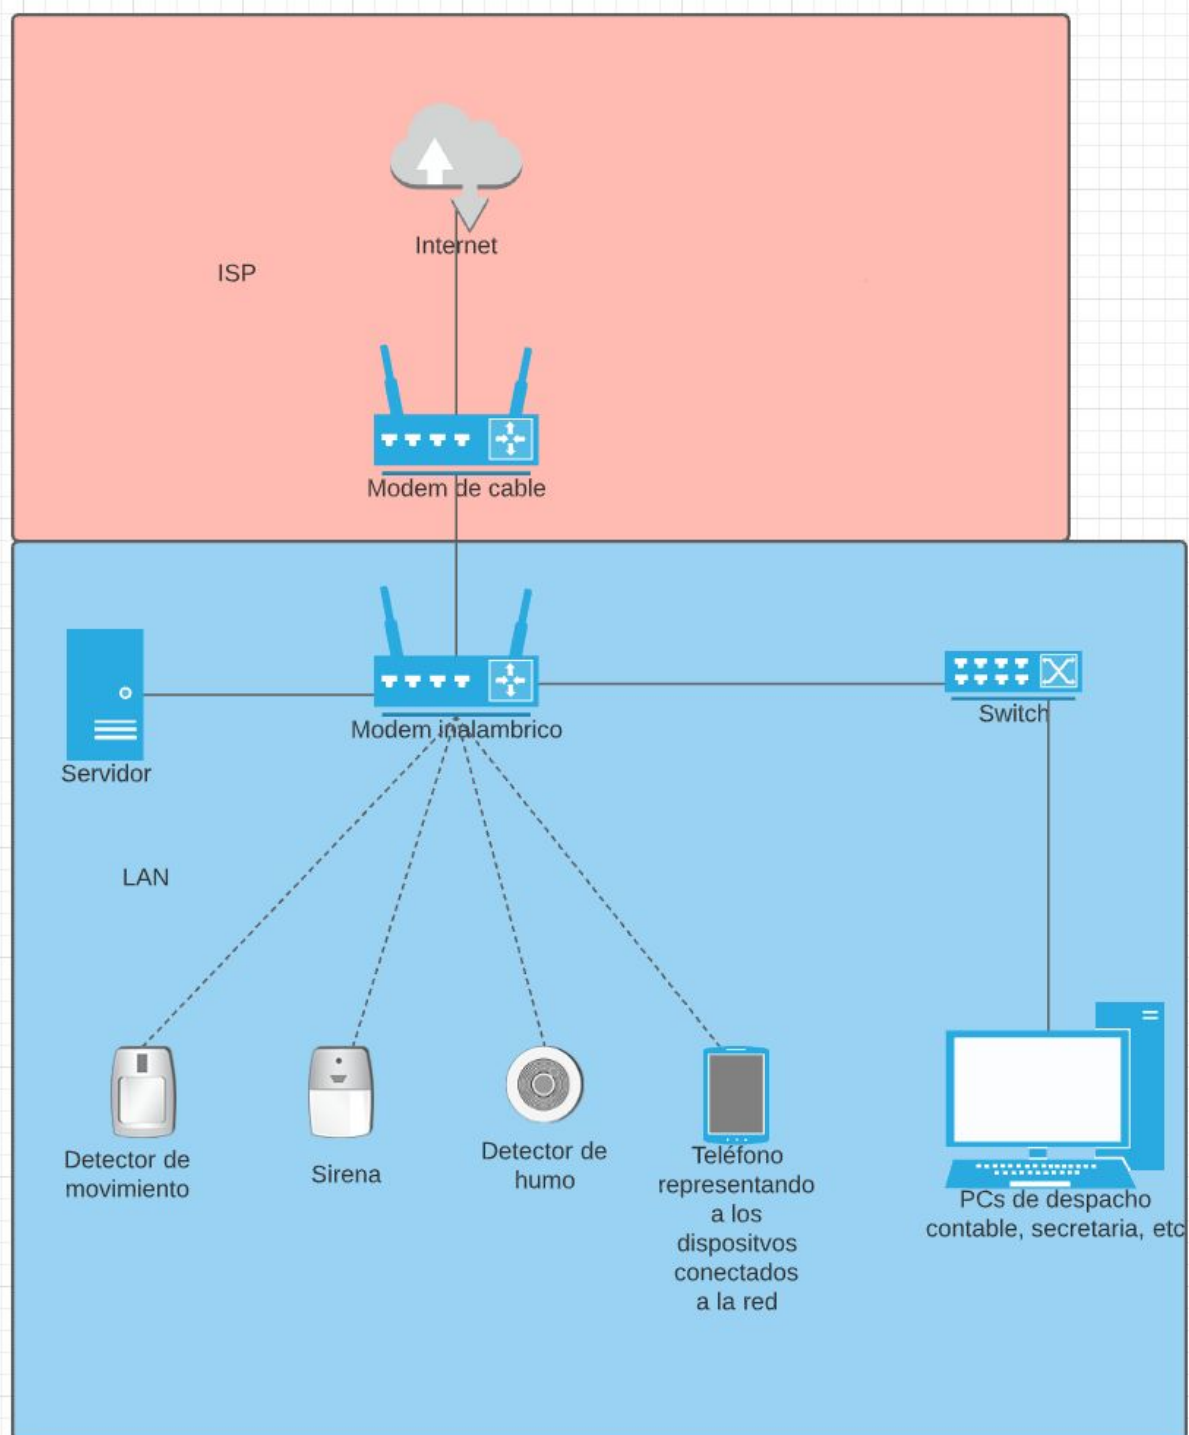 Internet
ISP
Modem de cable
Modem inalambrico
Switch
Servidor
LAN
Detector de
movimiento
Sirena
Detector de
humo
Teléfono
representando
a los
dispositvos
conectados
a la red
PCs de despacho
contable, secretaria, etc